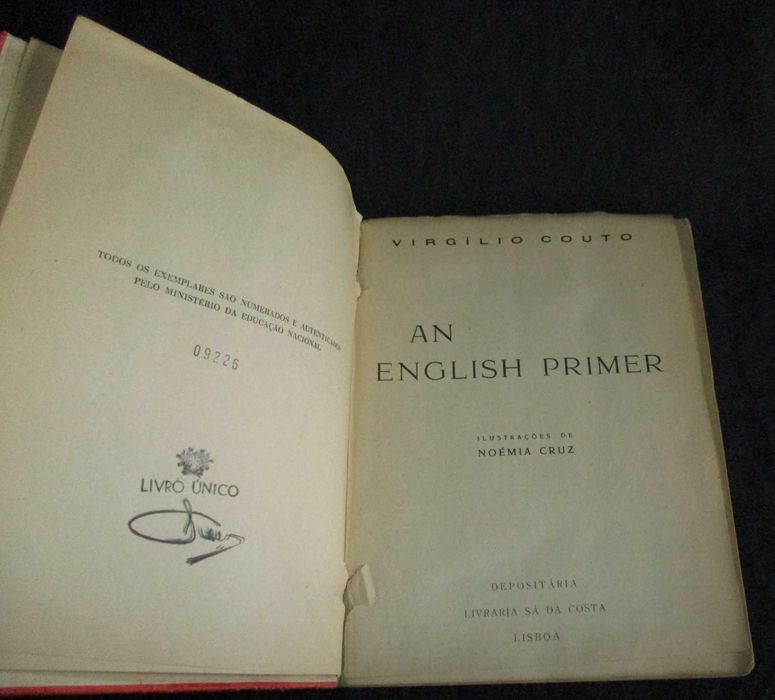 TODOS OS EXEMPLARES SÃO NUMERADOS E AUTENTICADOS
PELO MINISTÉRIO DA EDUCAÇÃO NACIONAL
09226
LIVRO ÚNICO
VIRGÍLIO COUTO
AN
ENGLISH PRIMER
ILUSTRAÇÕES DE
NOÉMIA CRUZ
DEPOSITÁRIA
LIVRARIA SÁ DA COSTA
LISBOA